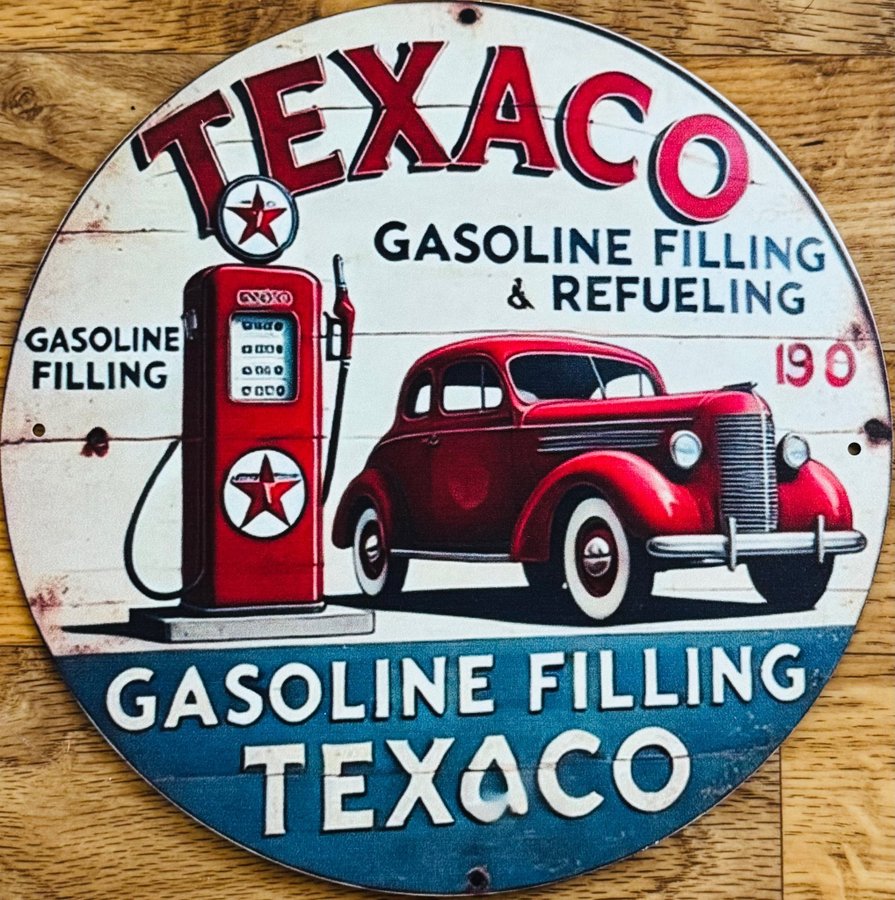 TEXACO
GASOLINE FILLING
& REFUELING
GASOLINE
FILLING
190
GASOLINE FILLING
TEXACO